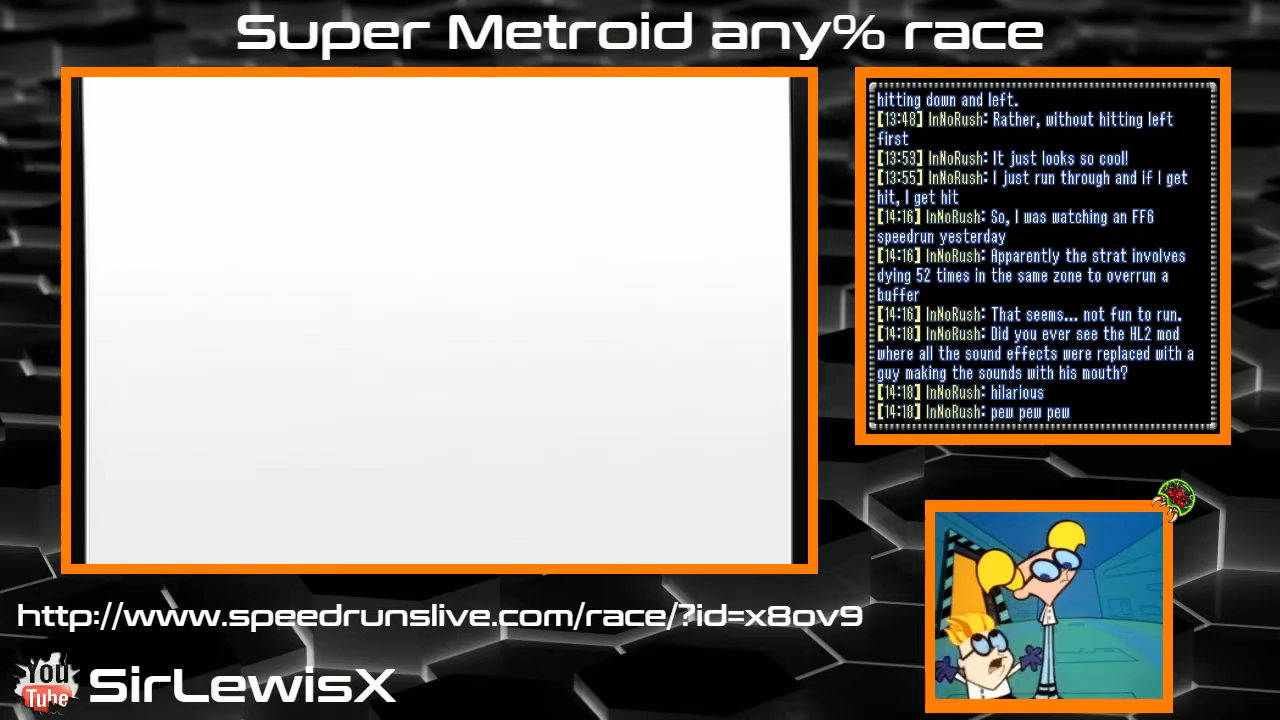 Super Metroid any% race
hitting down and left.
[13:48] InNoRush: Rather, without hitting left
first
[13:53] InNoRush: It just looks so cool!
[13:55] InNoRush: I just run through and if I get
hit, I get hit
[14:16] InNoRush: So, I was watching an FF6
speedrun yesterday
[14:16] InNoRush: Apparently the strat involves
dying 52 times in the same zone to overrun a
buffer
[14:16] InNoRush: That seems... not fun to run.
[14:18] InNoRush: Did you ever see the HL2 mod
where all the sound effects were replaced with a
guy making the sounds with his mouth?
[14:18] InNoRush: hilarious
[14:18] InNoRush: pew pew pew
http://www.speedrunslive.com/race/?id=x8ov9
You
Tube
SirLewisX